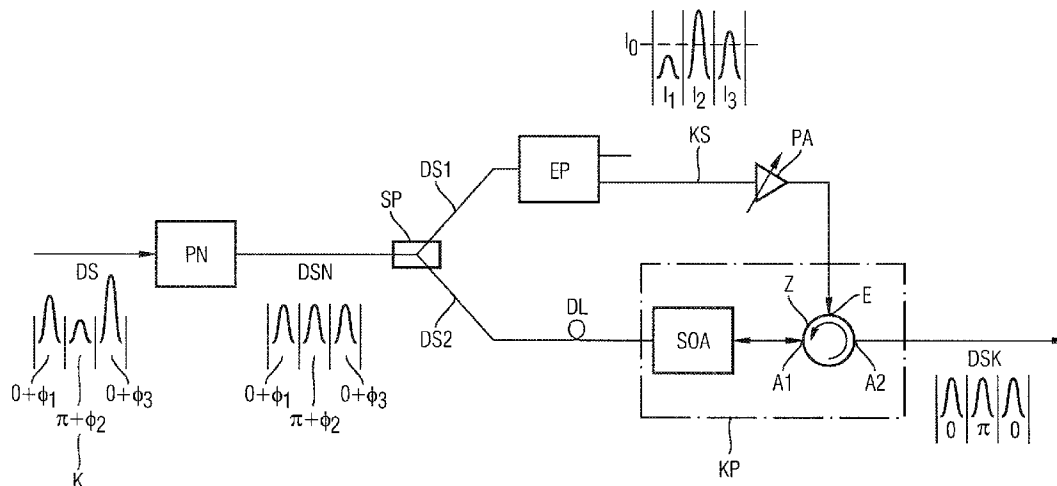 I0
I1 I2 I3
KS
PA
DS1
EP
SP
PN
DS
DSN
DS2
DL
Z
E
SOA
A1
A2
DSK
0+ϕ1
0+ϕ3
π+ϕ2
0+ϕ1
0+ϕ3
π+ϕ2
0 π 0
K
KP